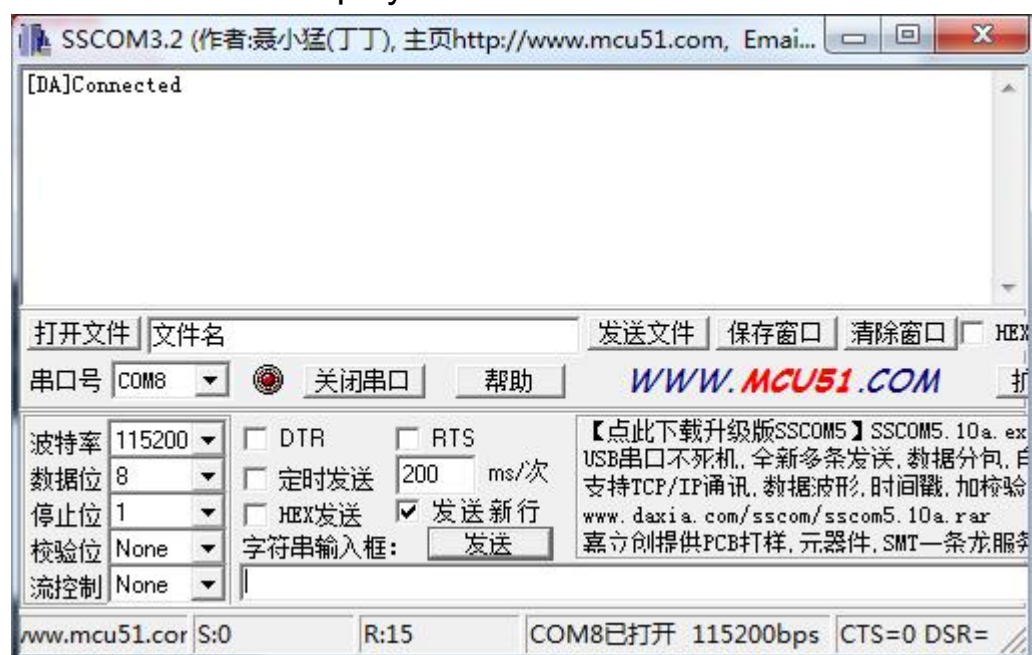 SSCOM3.2 (作者:聂小猛(丁丁), 主页http://www.mcu51.com, Emai...
[DA]Connected
打开文件 文件名 发送文件 保存窗口 清除窗口 HEX
串口号 COM8 关闭串口 帮助 WWW.MCU51.COM
波特率 115200 DTR RTS
数据位 8 定时发送 200 ms/次
停止位 1 HEX发送 发送新行
校验位 None 字符串输入框: 发送
流控制 None
【点此下载升级版SSCOM5】SSCOM5.10a.ex
USB串口不死机,全新多条发送,数据分包,
支持TCP/IP通讯,数据波形,时间戳,加校验
www.daxia.com/sscom/sscom5.10a.rar
嘉立创提供PCB打样,元器件,SMT一条龙服务
www.mcu51.cor S:0 R:15 COM8已打开 115200bps CTS=0 DSR=